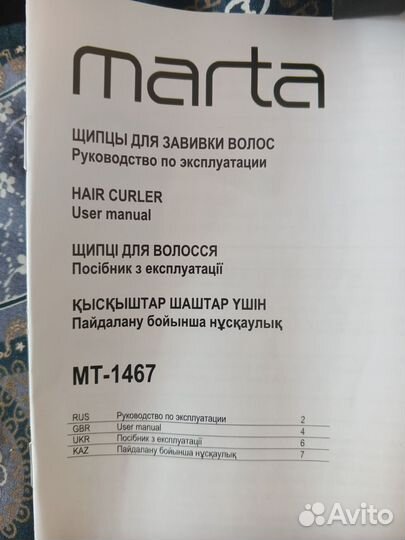 marta
ЩИПЦЫ ДЛЯ ЗАВИВКИ ВОЛОС
Руководство по эксплуатации
HAIR CURLER
User manual
ЩИПЦІ ДЛЯ ВОЛОССЯ
Посібник з експлуатації
ҚЫСҚЫШТАР ШАШТАР ҮШІН
Пайдалану бойынша нұсқаулық
MT-1467
RUS Руководство по эксплуатации 2
GBR User manual 4
UKR Посібник з експлуатації 6
KAZ Пайдалану бойынша нұсқаулық 7
Avito